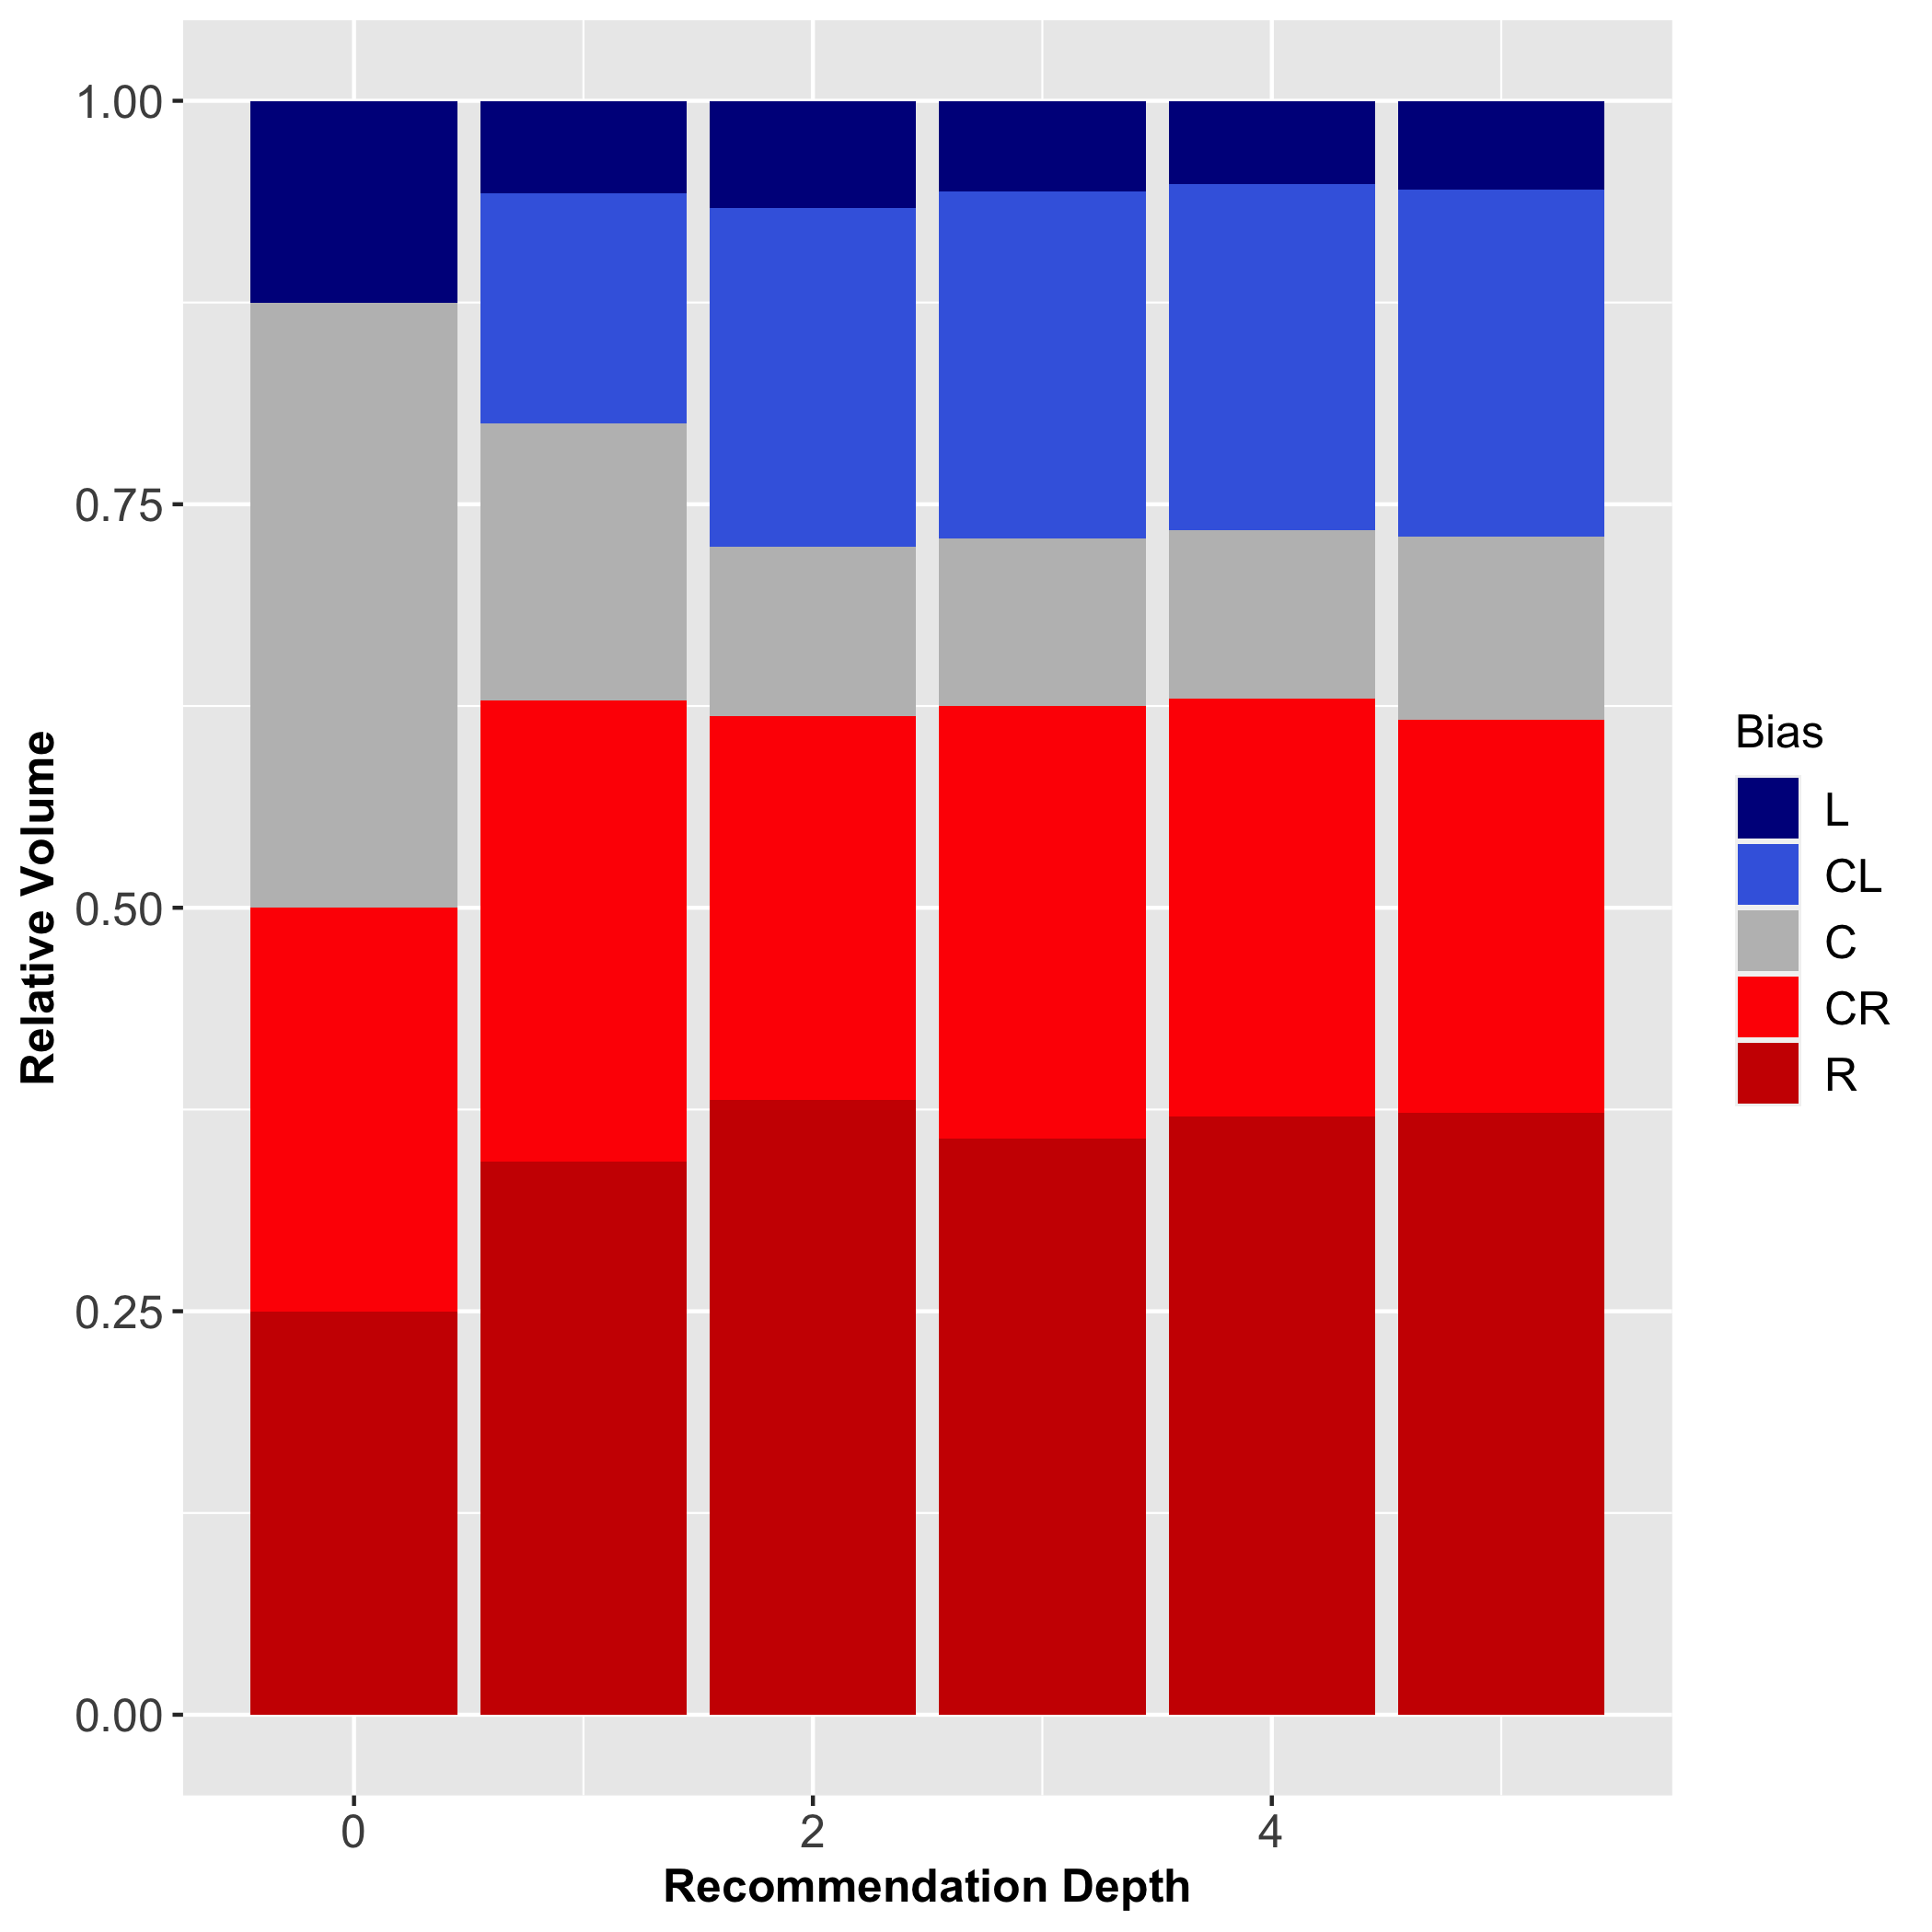 1.00
0.75
0.50
0.25
0.00
Relative Volume
0 2 4
Recommendation Depth
Bias
L
CL
C
CR
R